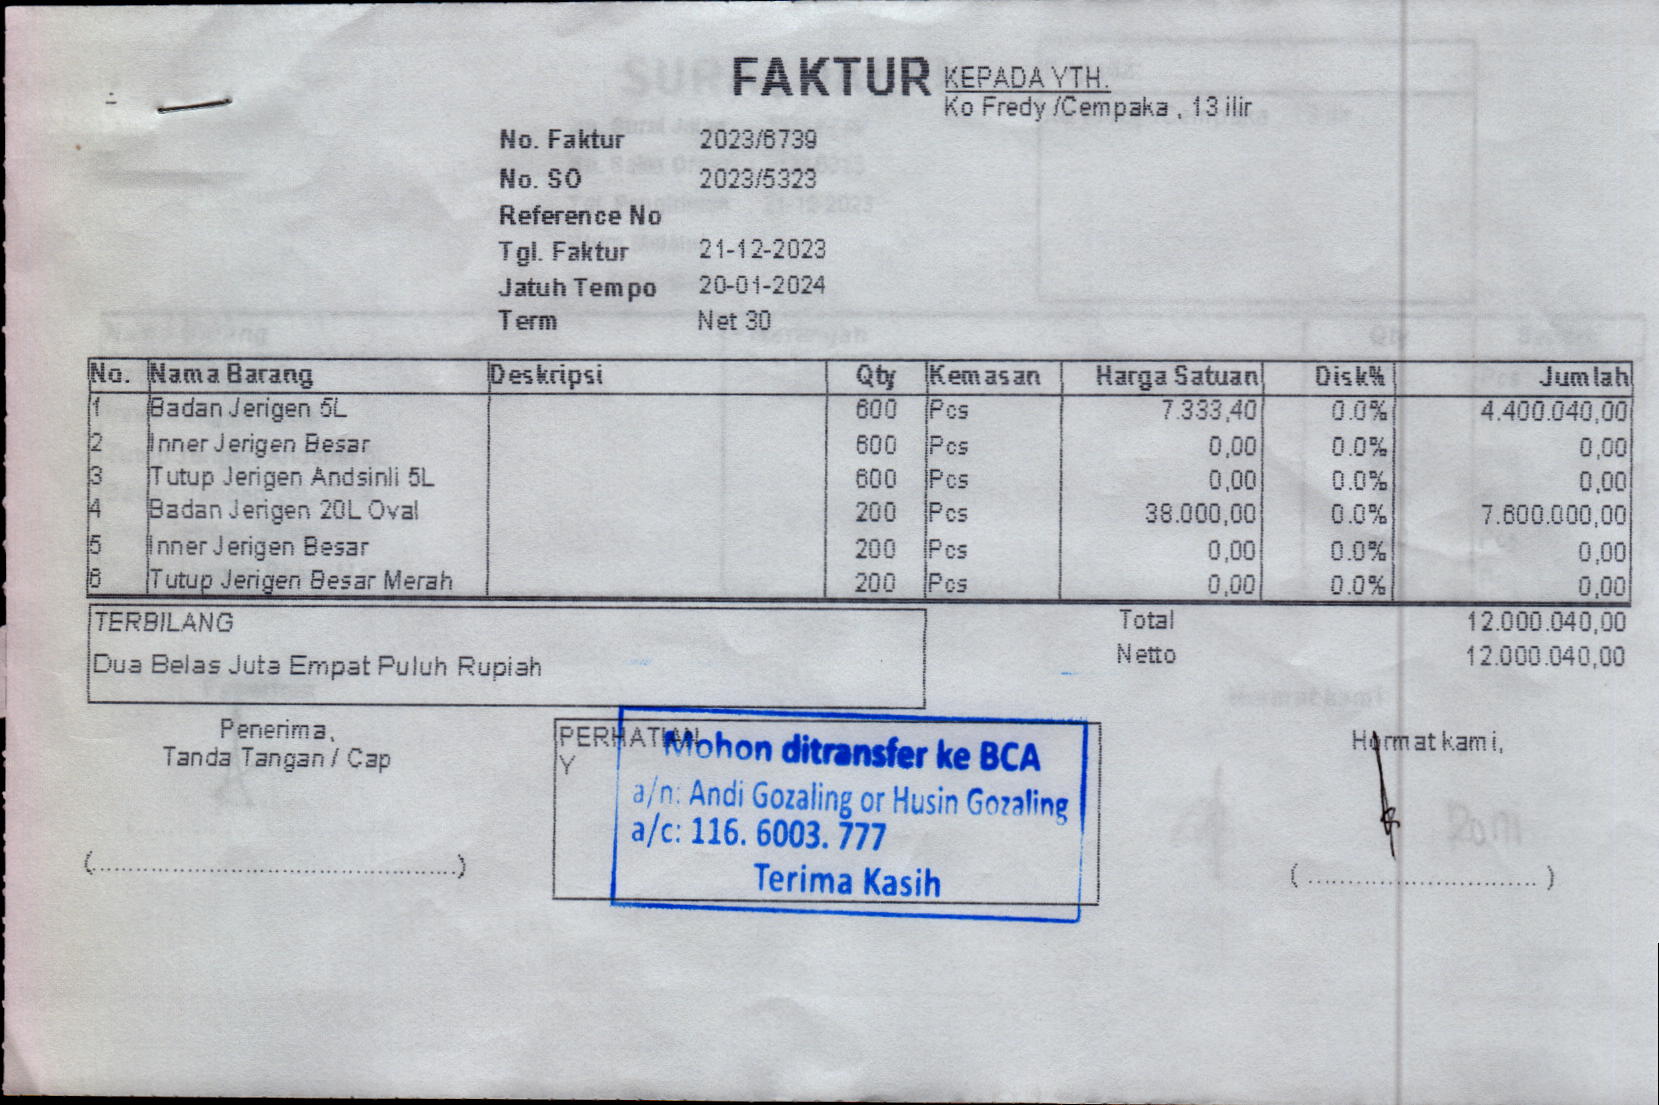 FAKTUR
KEPADA YTH.
Ko Fredy /Cempaka , 13 ilir
No. Faktur 2023/6739
No. SO 2023/5323
Reference No
Tgl. Faktur 21-12-2023
Jatuh Tempo 20-01-2024
Term Net 30
No. Nama Barang Deskripsi Qty Kemasan Harga Satuan Disk% Jumlah
1 Badan Jerigen 5L 600 Pcs 7.333,40 0.0% 4.400.040,00
2 Inner Jerigen Besar 600 Pcs 0,00 0.0% 0,00
3 Tutup Jerigen Andsinli 5L 600 Pcs 0,00 0.0% 0,00
4 Badan Jerigen 20L Oval 200 Pcs 38.000,00 0.0% 7.600.000,00
5 Inner Jerigen Besar 200 Pcs 0,00 0.0% 0,00
6 Tutup Jerigen Besar Merah 200 Pcs 0,00 0.0% 0,00
TERBILANG
Dua Belas Juta Empat Puluh Rupiah
Total 12.000.040,00
Netto 12.000.040,00
Penerima,
Tanda Tangan / Cap
(..............................................)
PERHATIAN
Y
Mohon ditransfer ke BCA
a/n: Andi Gozaling or Husin Gozaling
a/c: 116. 6003. 777
Terima Kasih
Hormat kami,
(.............................)